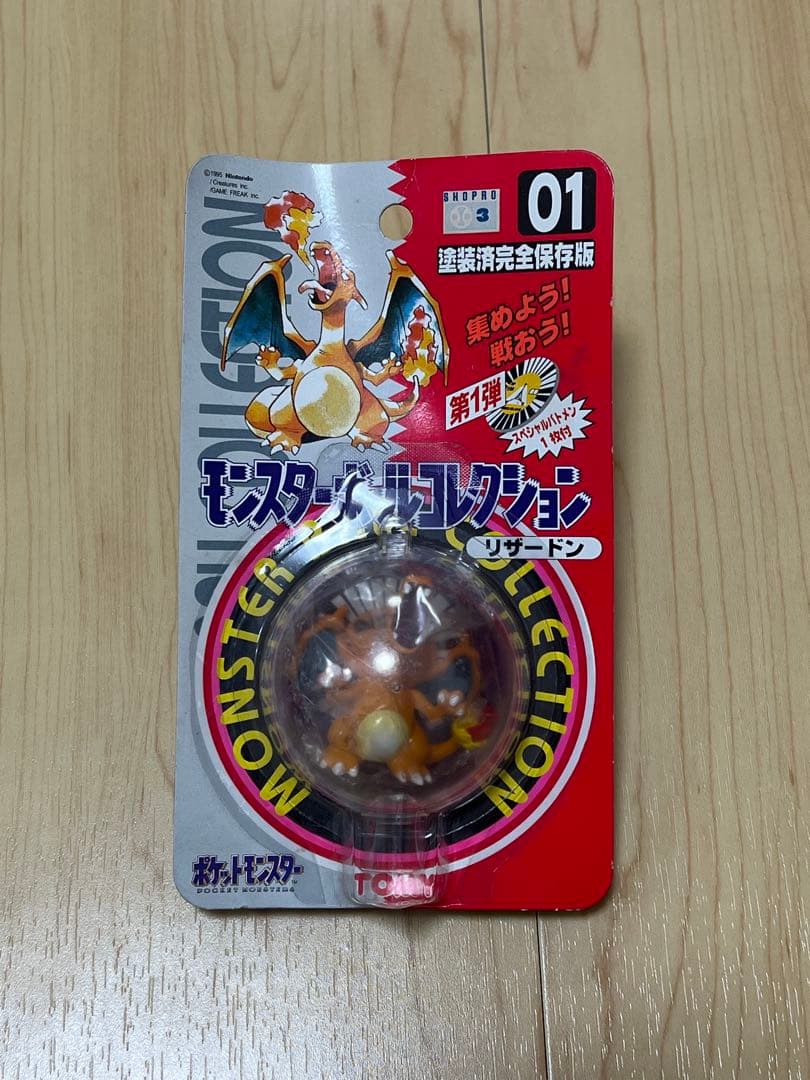 ©1995 Nintendo
/Creatures inc.
/GAME FREAK inc.
SHOPRO
3
01
塗装済完全保存版
集めよう!
戦おう!
第1弾
スペシャルバトメン
1枚付
モンスターボールコレクション
リザードン
MONSTER COLLECTION
ポケットモンスター
POCKET MONSTERS
TOMY